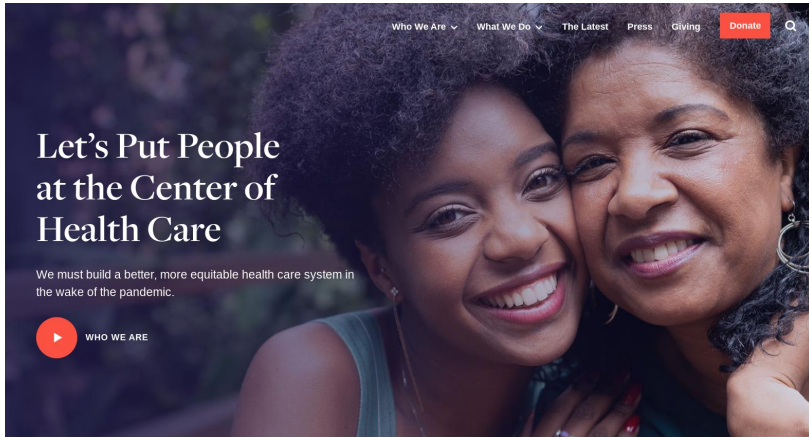 Who We Are
What We Do
The Latest
Press
Giving
Donate
Let’s Put People
at the Center of
Health Care
We must build a better, more equitable health care system in
the wake of the pandemic.
WHO WE ARE